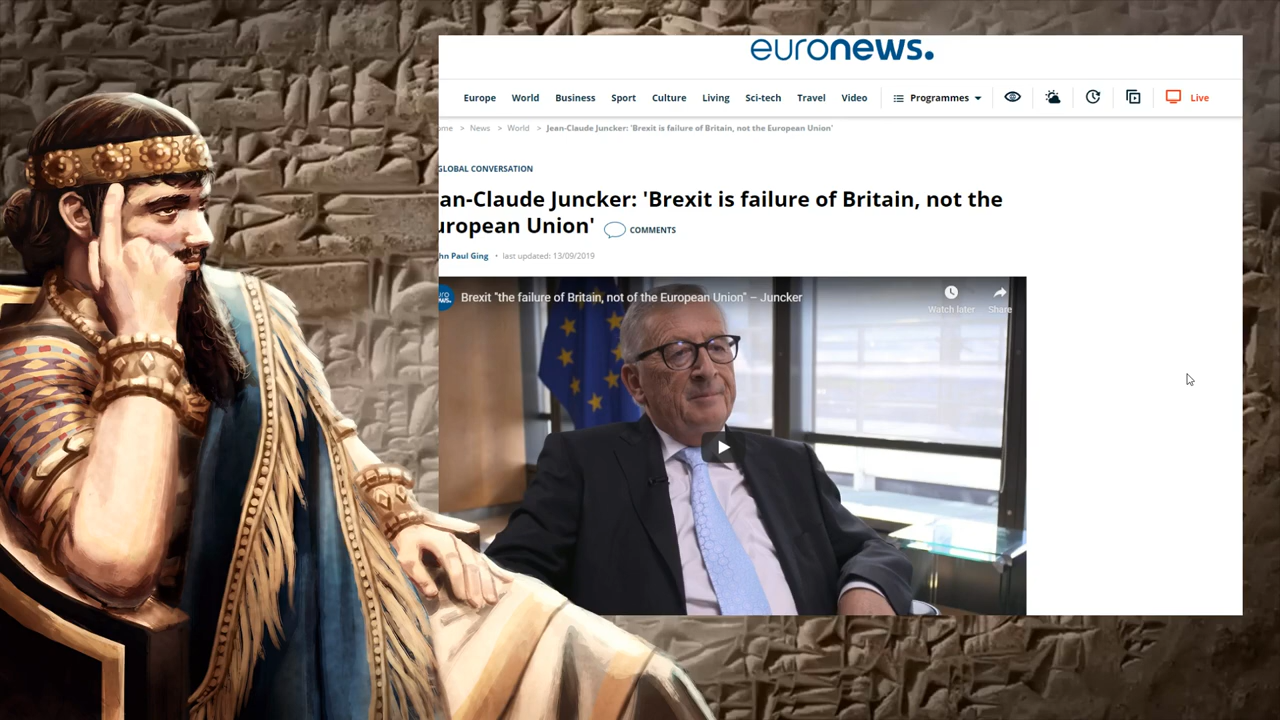 euronews.
Europe World Business Sport Culture Living Sci-tech Travel Video Programmes Live
ome > News > World > Jean-Claude Juncker: 'Brexit is failure of Britain, not the European Union'
GLOBAL CONVERSATION
an-Claude Juncker: 'Brexit is failure of Britain, not the
uropean Union' COMMENTS
hn Paul Ging • last updated: 13/09/2019
Brexit "the failure of Britain, not of the European Union" – Juncker
Watch later Share